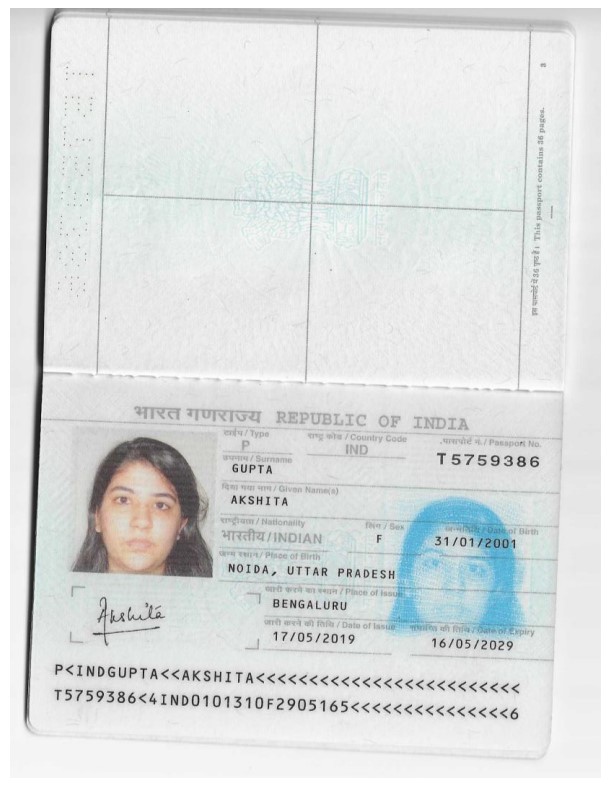 इस पासपोर्ट में 36 पृष्ठ हैं। This passport contains 36 pages.
भारत गणराज्य REPUBLIC OF INDIA
टाईप / Type
राष्ट्र कोड / Country Code
पासपोर्ट नं. / Passport No.
P
IND
T5759386
उपनाम / Surname
GUPTA
दिया गया नाम / Given Name(s)
AKSHITA
राष्ट्रीयता / Nationality
लिंग / Sex
जन्मतिथि / Date of Birth
भारतीय/INDIAN
F
31/01/2001
जन्म स्थान / Place of Birth
NOIDA, UTTAR PRADESH
जारी करने का स्थान / Place of Issue
BENGALURU
जारी करने की तिथि / Date of Issue
समाप्ति की तिथि / Date of Expiry
17/05/2019
16/05/2029
Akshita
P<INDGUPTA<<AKSHITA<<<<<<<<<<<<<<<<<<<<<<<<<
T5759386<4IND0101310F2905165<<<<<<<<<<<<<<<6